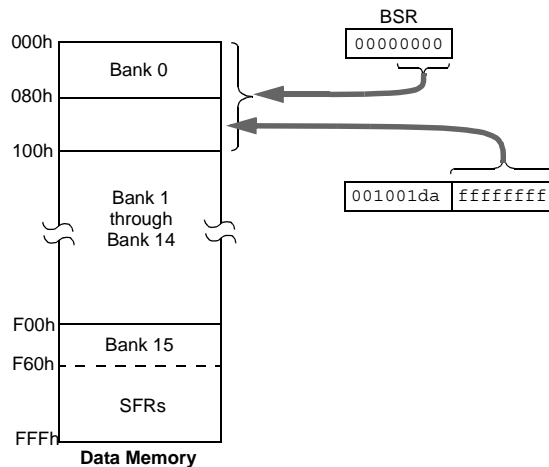 BSR
00000000
000h
Bank 0
080h
100h
Bank 1
through
Bank 14
001001da ffffffff
F00h
Bank 15
F60h
SFRs
FFFh
Data Memory